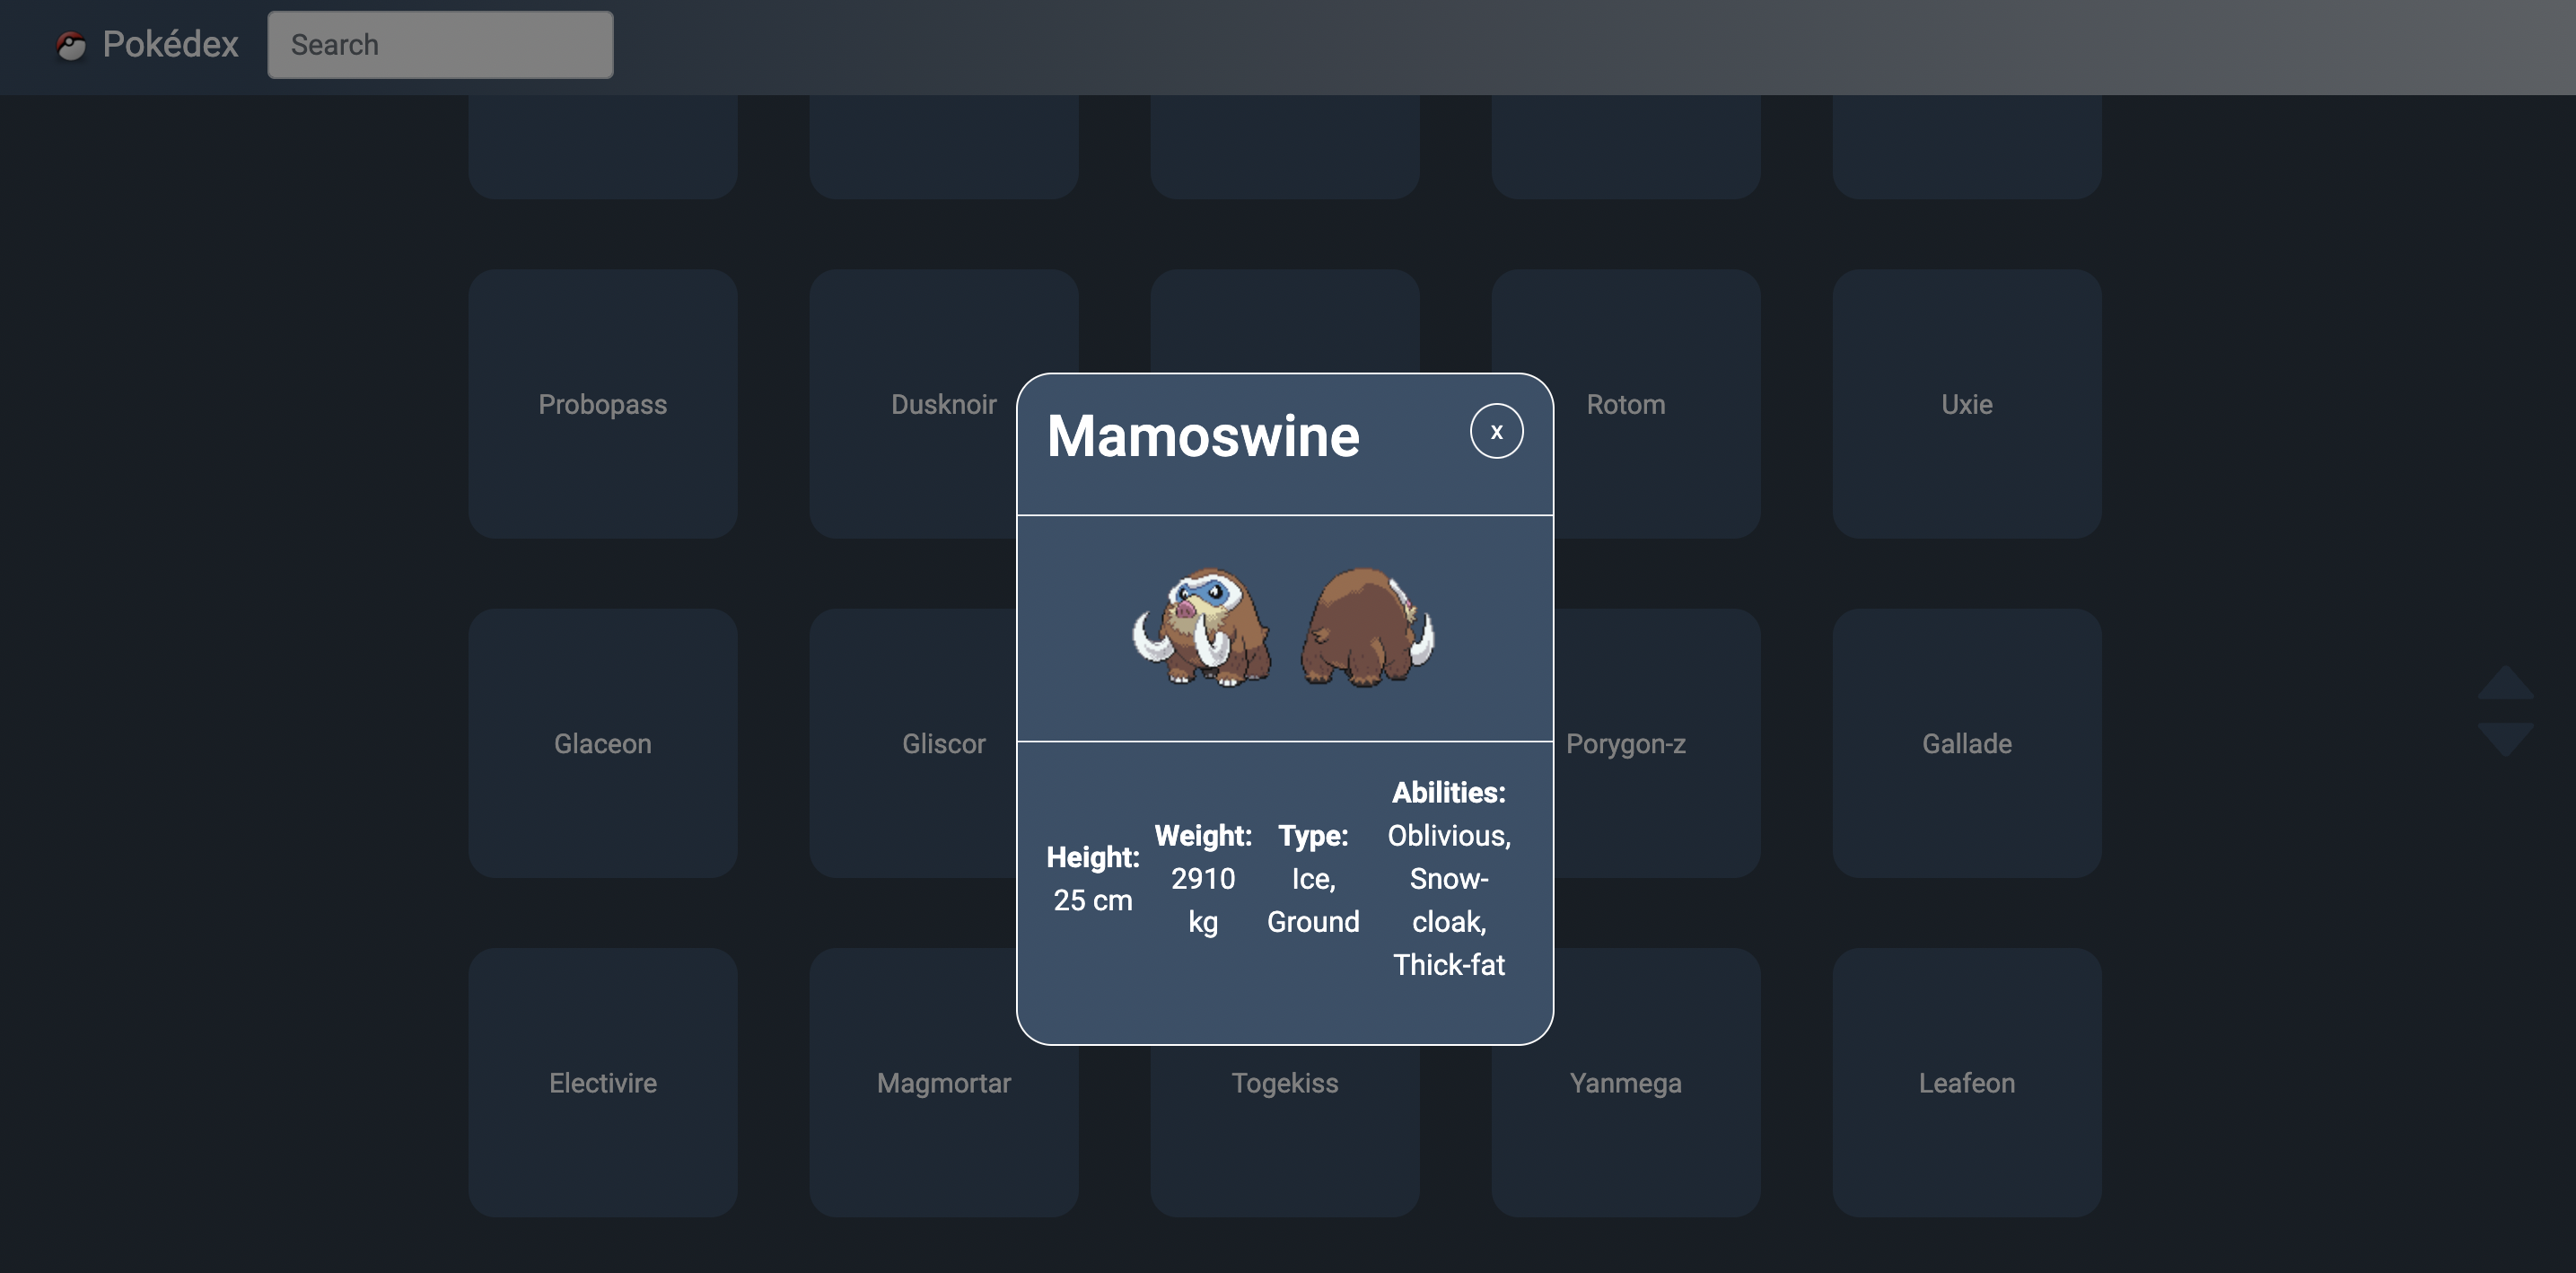 Pokédex
Search
Probopass
Dusknoir
Rotom
Uxie
Mamoswine
x
Glaceon
Gliscor
Porygon-z
Gallade
Height:
25 cm
Weight:
2910
kg
Type:
Ice,
Ground
Abilities:
Oblivious,
Snow-
cloak,
Thick-fat
Electivire
Magmortar
Togekiss
Yanmega
Leafeon